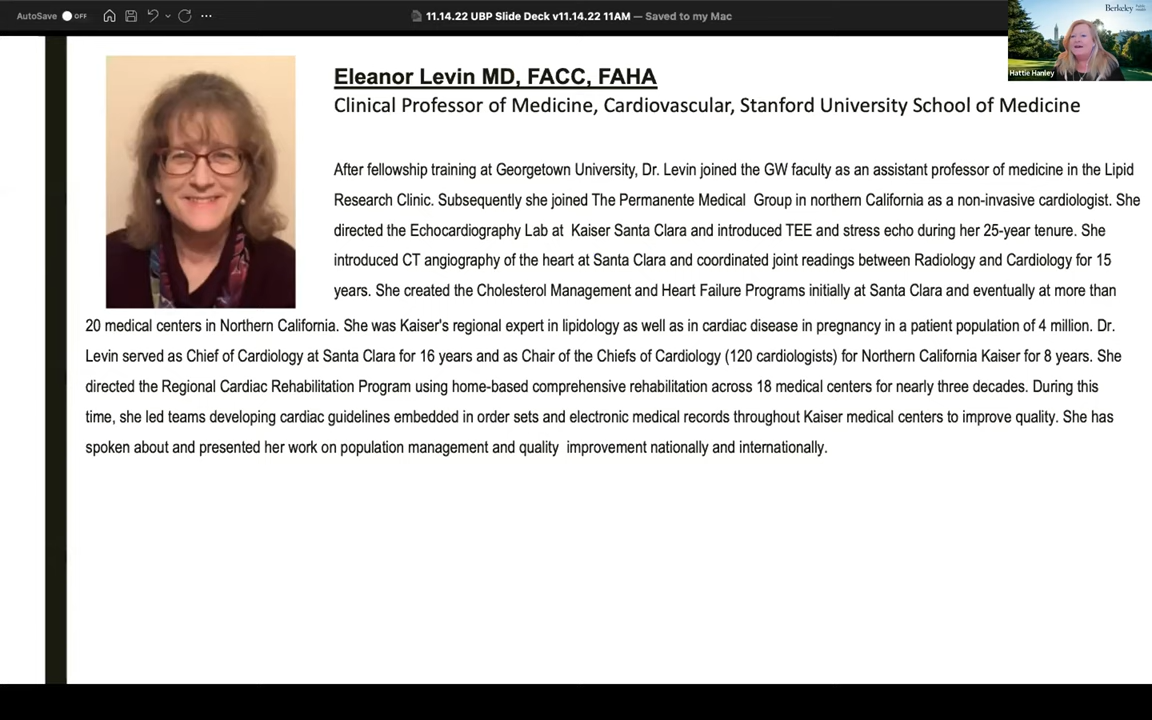 AutoSave OFF
11.14.22 UBP Slide Deck v11.14.22 11AM — Saved to my Mac
Berkeley
Hattie Hanley
Eleanor Levin MD, FACC, FAHA
Clinical Professor of Medicine, Cardiovascular, Stanford University School of Medicine
After fellowship training at Georgetown University, Dr. Levin joined the GW faculty as an assistant professor of medicine in the Lipid
Research Clinic. Subsequently she joined The Permanente Medical Group in northern California as a non-invasive cardiologist. She
directed the Echocardiography Lab at Kaiser Santa Clara and introduced TEE and stress echo during her 25-year tenure. She
introduced CT angiography of the heart at Santa Clara and coordinated joint readings between Radiology and Cardiology for 15
years. She created the Cholesterol Management and Heart Failure Programs initially at Santa Clara and eventually at more than
20 medical centers in Northern California. She was Kaiser's regional expert in lipidology as well as in cardiac disease in pregnancy in a patient population of 4 million. Dr.
Levin served as Chief of Cardiology at Santa Clara for 16 years and as Chair of the Chiefs of Cardiology (120 cardiologists) for Northern California Kaiser for 8 years. She
directed the Regional Cardiac Rehabilitation Program using home-based comprehensive rehabilitation across 18 medical centers for nearly three decades. During this
time, she led teams developing cardiac guidelines embedded in order sets and electronic medical records throughout Kaiser medical centers to improve quality. She has
spoken about and presented her work on population management and quality improvement nationally and internationally.